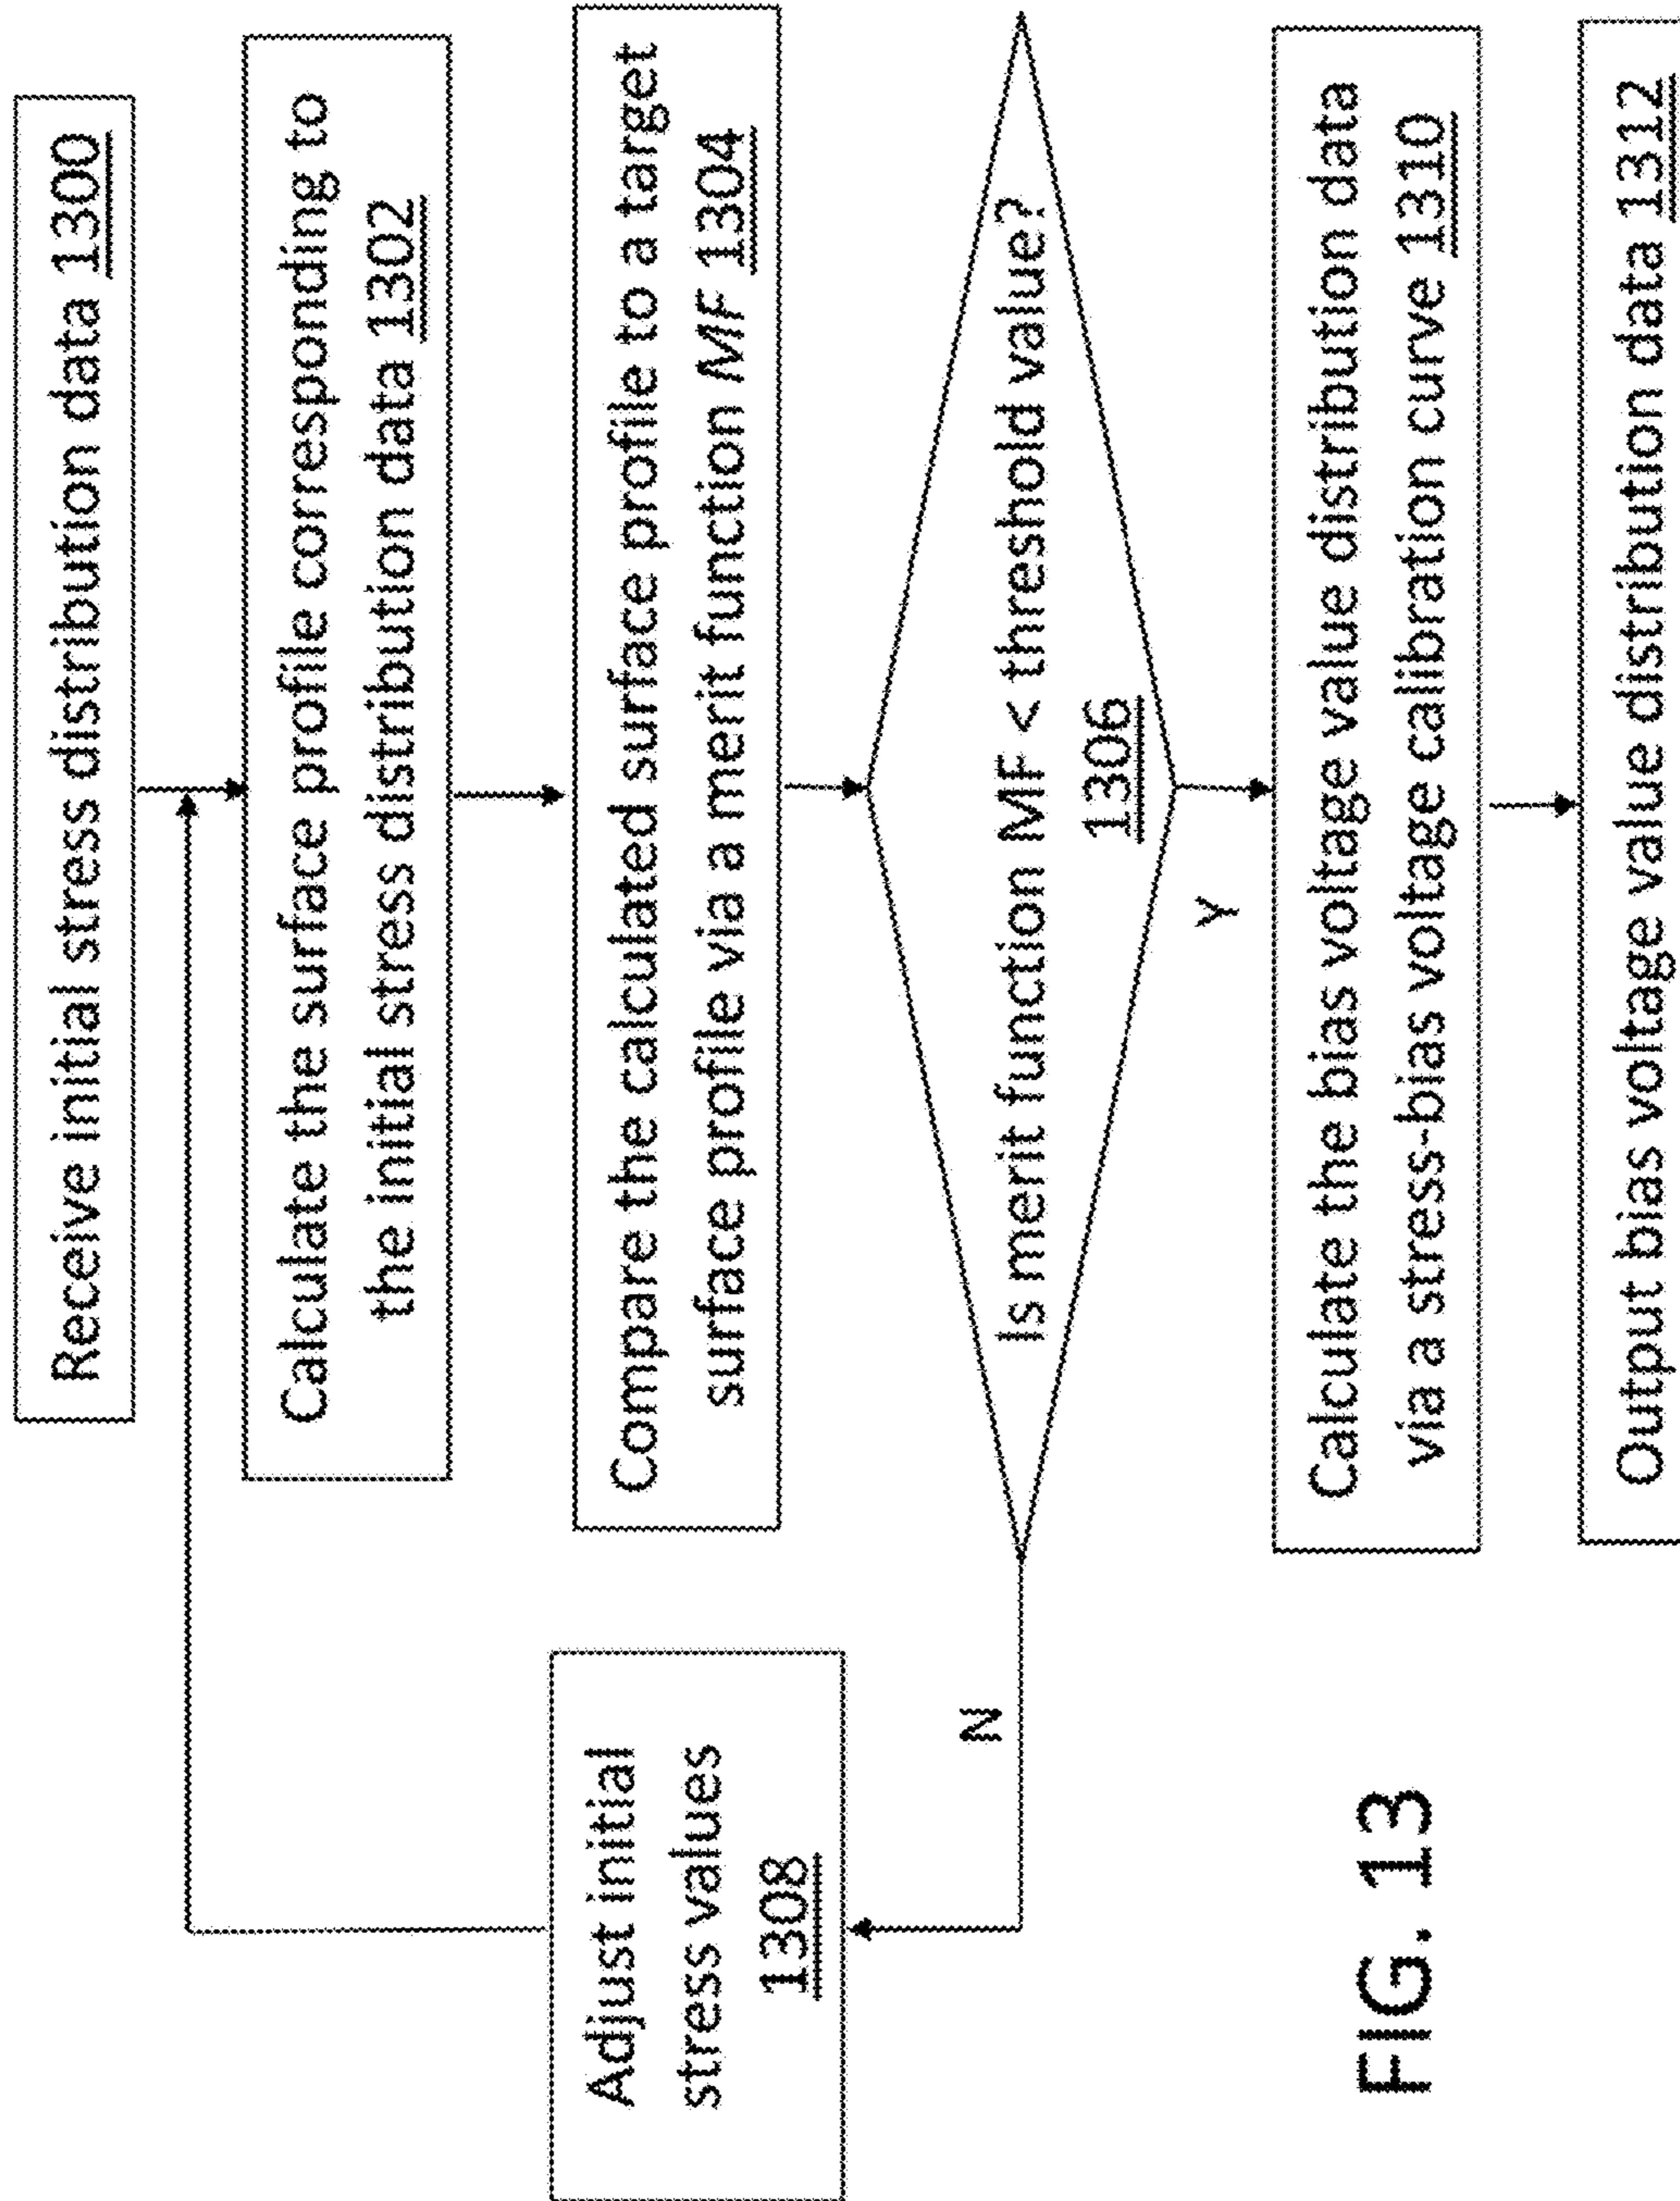 Receive initial stress distribution data 1300
Calculate the surface profile corresponding to
the initial stress distribution data 1302
Compare the calculated surface profile to a target
surface profile via a merit function MF 1304
Is merit function MF < threshold value?
1306
N
Adjust initial
stress values
1308
Y
Calculate the bias voltage value distribution data
via a stress-bias voltage calibration curve 1310
Output bias voltage value distribution data 1312
FIG. 13